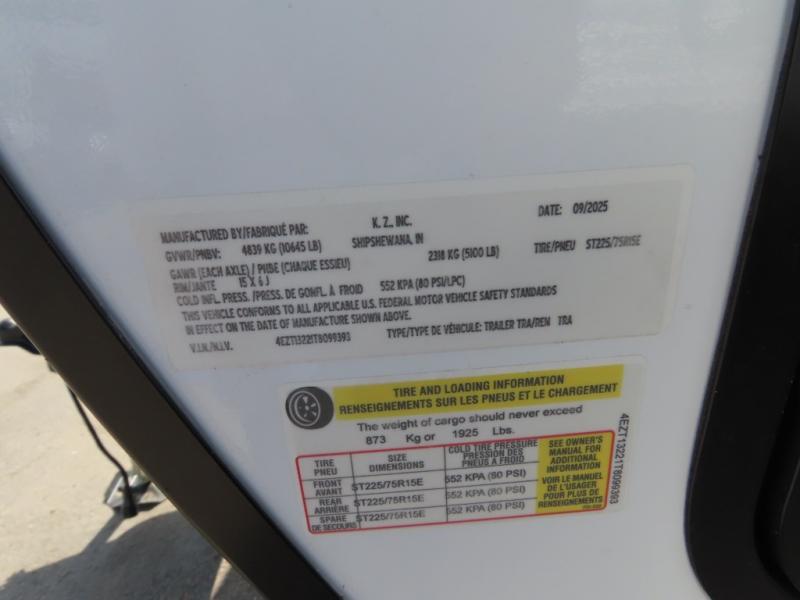 MANUFACTURED BY/FABRIQUÉ PAR: K. Z., INC. DATE: 09/2025
GVWR/PNBV: 4839 KG (10645 LB) SHIPSHEWANA, IN
GAWR (EACH AXLE) / PNBE (CHAQUE ESSIEU) 2318 KG (5100 LB) TIRE/PNEU ST225/75R15E
RIM/JANTE 15 X 6 J
COLD INFL. PRESS. /PRESS. DE GONFL. À FROID 552 KPA (80 PSI/LPC)
THIS VEHICLE CONFORMS TO ALL APPLICABLE U.S. FEDERAL MOTOR VEHICLE SAFETY STANDARDS
IN EFFECT ON THE DATE OF MANUFACTURE SHOWN ABOVE.
V.I.N./N.I.V. 4EZT13221T8099393 TYPE/TYPE DE VÉHICULE: TRAILER TRA/REN TRA
TIRE AND LOADING INFORMATION
RENSEIGNEMENTS SUR LES PNEUS ET LE CHARGEMENT
The weight of cargo should never exceed
873 Kg or 1925 Lbs.
TIRE
PNEU
SIZE
DIMENSIONS
COLD TIRE PRESSURE
PRESSION DES
PNEUS A FROID
FRONT
AVANT
ST225/75R15E
552 KPA (80 PSI)
REAR
ARRIÈRE
ST225/75R15E
552 KPA (80 PSI)
SPARE
DE SECOURS
ST225/75R15E
552 KPA (80 PSI)
SEE OWNER'S
MANUAL FOR
ADDITIONAL
INFORMATION
VOIR LE MANUEL
DE L'USAGER
POUR PLUS DE
RENSEIGNEMENTS
4EZT13221T8099393